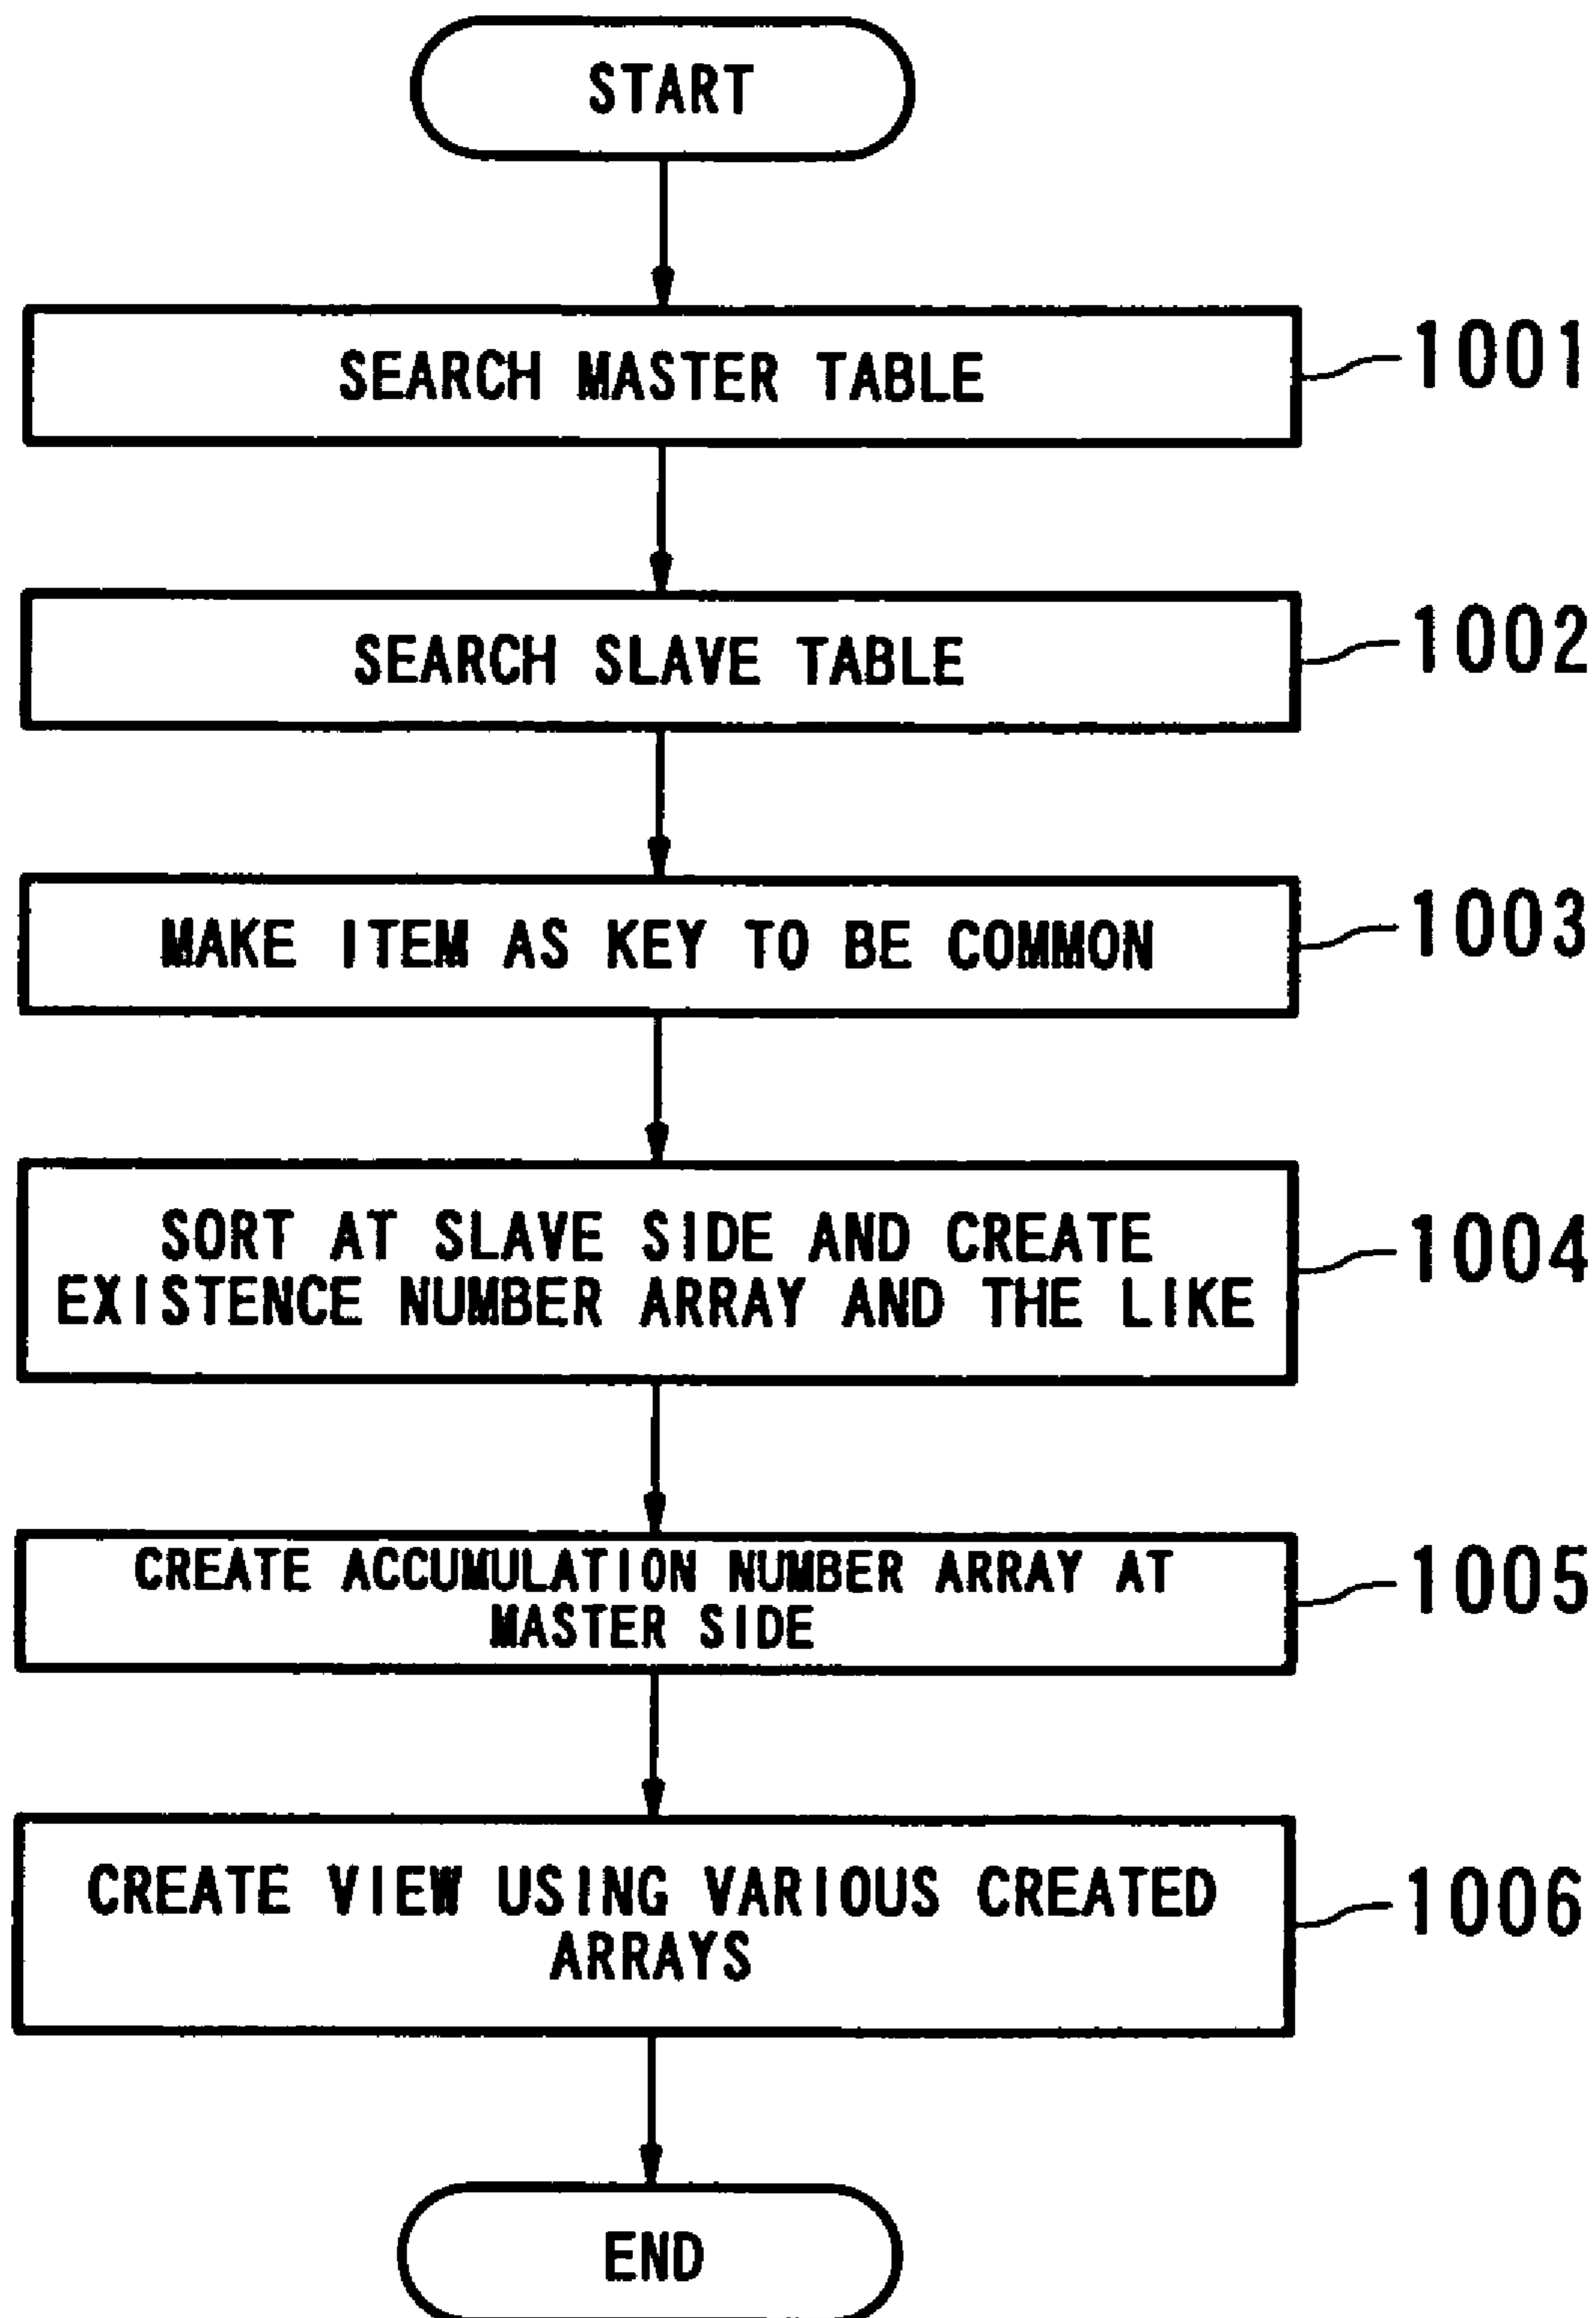 START
SEARCH MASTER TABLE
1001
SEARCH SLAVE TABLE
1002
MAKE ITEM AS KEY TO BE COMMON
1003
SORT AT SLAVE SIDE AND CREATE
EXISTENCE NUMBER ARRAY AND THE LIKE
1004
CREATE ACCUMULATION NUMBER ARRAY AT
MASTER SIDE
1005
CREATE VIEW USING VARIOUS CREATED
ARRAYS
1006
END